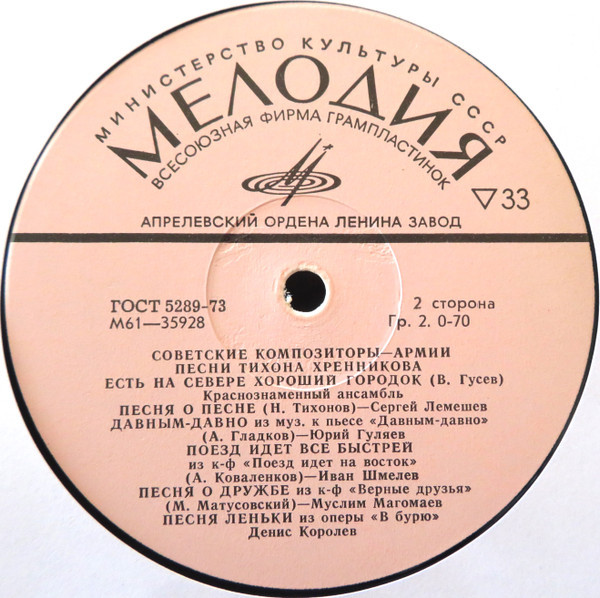 МИНИСТЕРСТВО КУЛЬТУРЫ СССР
МЕЛОДИЯ
ВСЕСОЮЗНАЯ ФИРМА ГРАМПЛАСТИНОК
33
АПРЕЛЕВСКИЙ ОРДЕНА ЛЕНИНА ЗАВОД
ГОСТ 5289-73
2 сторона
М61—35928
Гр. 2. 0-70
СОВЕТСКИЕ КОМПОЗИТОРЫ—АРМИИ
ПЕСНИ ТИХОНА ХРЕННИКОВА
ЕСТЬ НА СЕВЕРЕ ХОРОШИЙ ГОРОДОК (В. Гусев)
Краснознаменный ансамбль
ПЕСНЯ О ПЕСНЕ (Н. Тихонов)—Сергей Лемешев
ДАВНЫМ-ДАВНО из муз. к пьесе «Давным-давно»
(А. Гладков)—Юрий Гуляев
ПОЕЗД ИДЕТ ВСЕ БЫСТРЕЙ
из к-ф «Поезд идет на восток»
(А. Коваленков)—Иван Шмелев
ПЕСНЯ О ДРУЖБЕ из к-ф «Верные друзья»
(М. Матусовский)—Муслим Магомаев
ПЕСНЯ ЛЕНЬКИ из оперы «В бурю»
Денис Королев